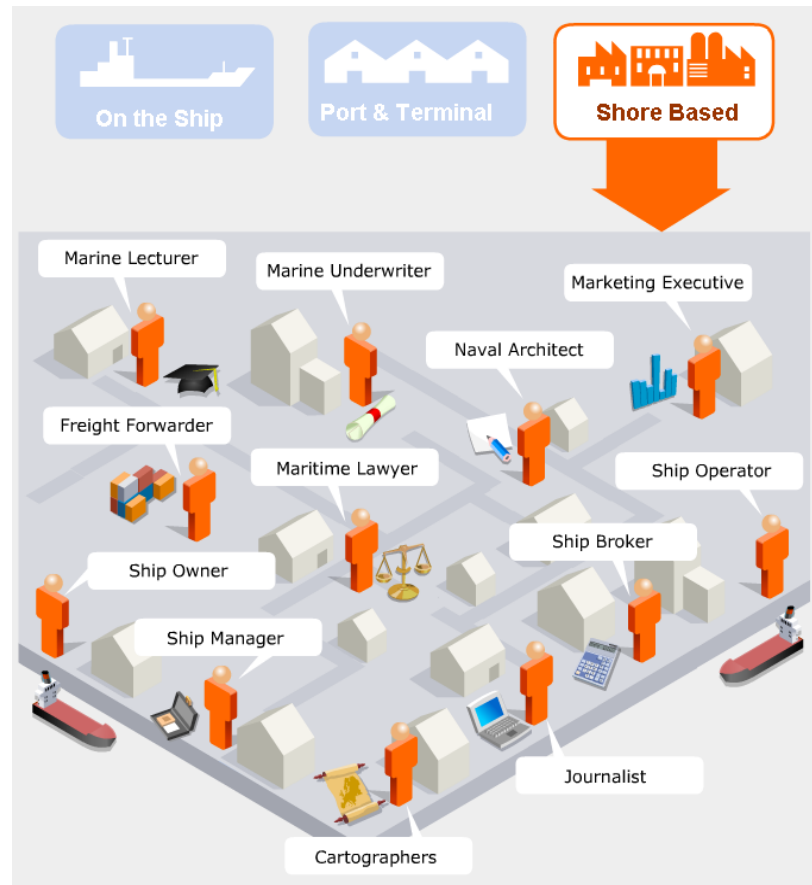 On the Ship
Port & Terminal
Shore Based
Marine Lecturer
Marine Underwriter
Marketing Executive
Naval Architect
Freight Forwarder
Maritime Lawyer
Ship Operator
Ship Broker
Ship Owner
Ship Manager
Journalist
Cartographers